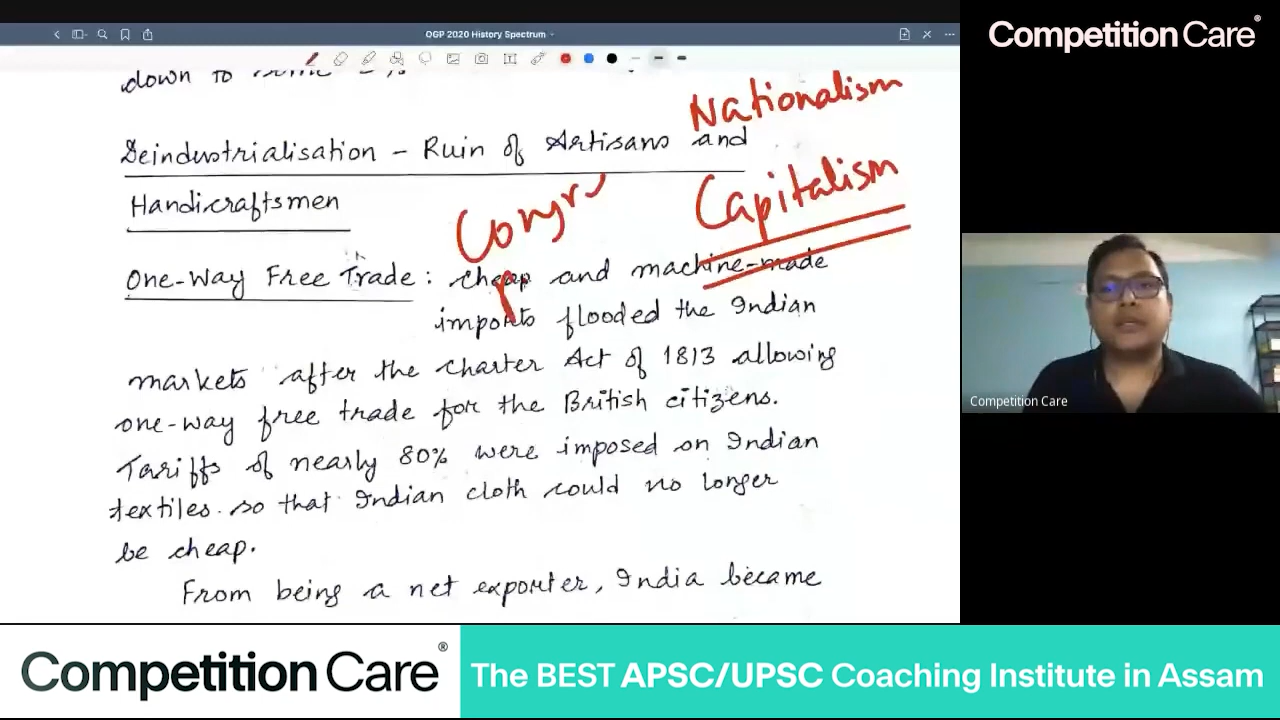 OGP 2020 History Spectrum
down to
Nationalism
Deindustrialisation - Ruin of Artisans and
Handicraftsmen
Capitalism
One-Way Free Trade : cheap and machine-made
imports flooded the Indian
markets after the Charter Act of 1813 allowing
one-way free trade for the British citizens.
Tariffs of nearly 80% were imposed on Indian
textiles so that Indian cloth could no longer
be cheap.
From being a net exporter, India became
Competition Care®
Competition Care
Competition Care®
The BEST APSC/UPSC Coaching Institute in Assam